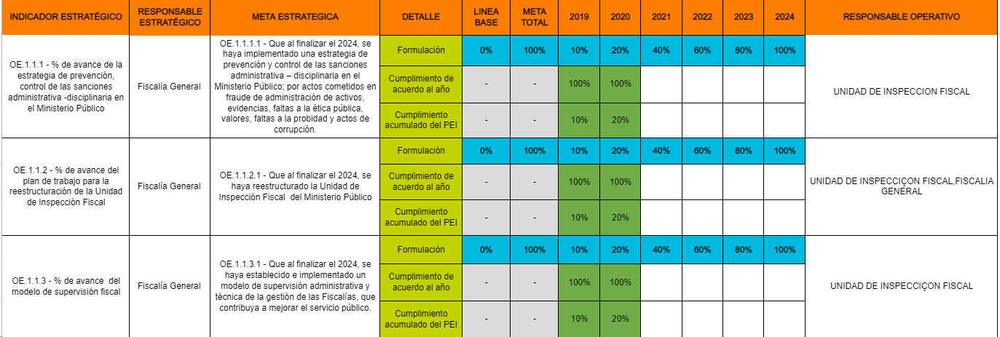 INDICADOR ESTRATÉGICO
RESPONSABLE
ESTRATÉGICO
META ESTRATEGICA
DETALLE
LINEA
BASE
META
TOTAL
2019
2020
2021
2022
2023
2024
RESPONSABLE OPERATIVO
OE.1.1.1 - % de avance de la
estrategia de prevención,
control de las sanciones
administrativa -disciplinaria en
el Ministerio Público
Fiscalía General
OE.1.1.1.1 - Que al finalizar el 2024, se
haya implementado una estrategia de
prevención y control de las sanciones
administrativa – disciplinaria en el
Ministerio Público; por actos cometidos en
fraude de administración de activos,
evidencias, faltas a la ética pública,
valores, faltas a la probidad y actos de
corrupción.
Formulación
0%
100%
10%
20%
40%
60%
80%
100%
Cumplimiento de
acuerdo al año
-
-
100%
100%
Cumplimiento
acumulado del PEI
-
-
10%
20%
UNIDAD DE INSPECCION FISCAL
OE.1.1.2 - % de avance del
plan de trabajo para la
reestructuración de la Unidad
de Inspección Fiscal
Fiscalía General
OE.1.1.2.1 - Que al finalizar el 2024, se
haya reestructurado la Unidad de
Inspección Fiscal  del Ministerio Público
Formulación
0%
100%
10%
20%
40%
60%
80%
100%
Cumplimiento de
acuerdo al año
-
-
100%
100%
Cumplimiento
acumulado del PEI
-
-
10%
20%
UNIDAD DE INSPECCIÇON FISCAL,FISCALIA
GENERAL
OE.1.1.3 - % de avance  del
modelo de supervisión fiscal
Fiscalía General
OE.1.1.3.1 - Que al finalizar el 2024, se
haya establecido e implementado un
modelo de supervisión administrativa y
técnica de la gestión de las Fiscalías, que
contribuya a mejorar el servicio público.
Formulación
0%
100%
10%
20%
40%
60%
80%
100%
Cumplimiento de
acuerdo al año
-
-
100%
100%
Cumplimiento
acumulado del PEI
-
-
10%
20%
UNIDAD DE INSPECCIÇON FISCAL